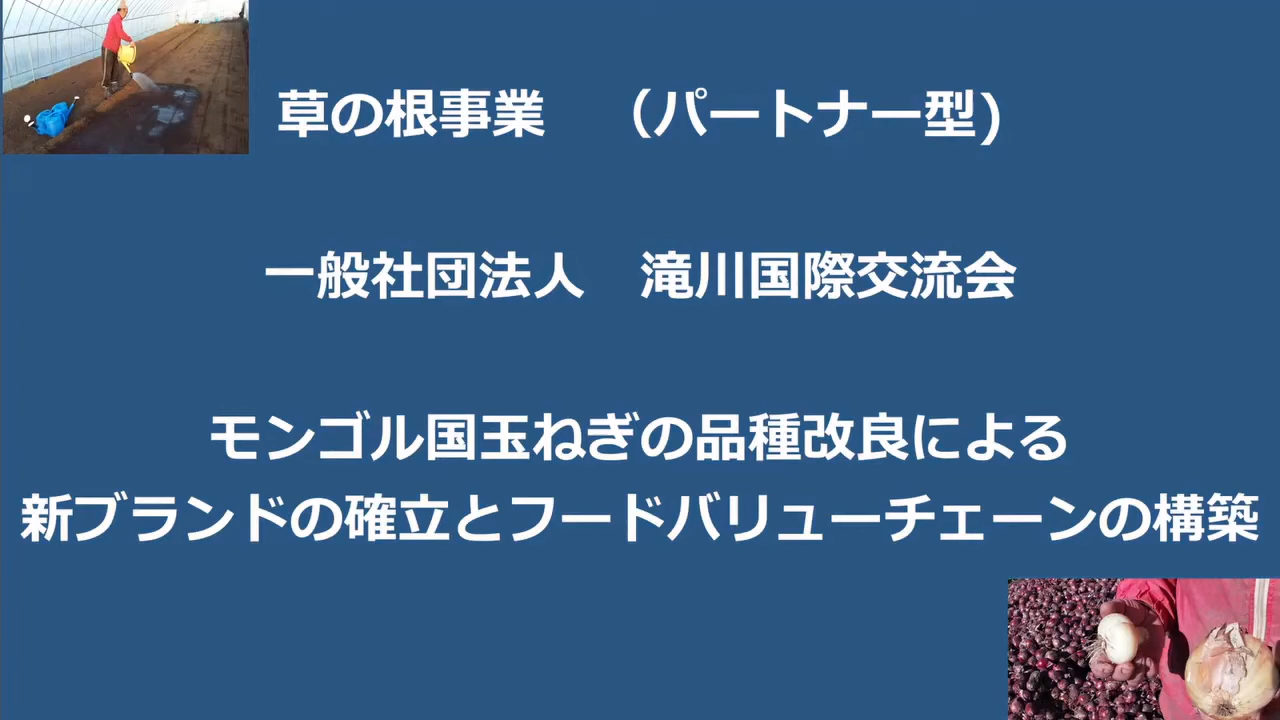 草の根事業　（パートナー型)
一般社団法人　滝川国際交流会
モンゴル国玉ねぎの品種改良による
新ブランドの確立とフードバリューチェーンの構築